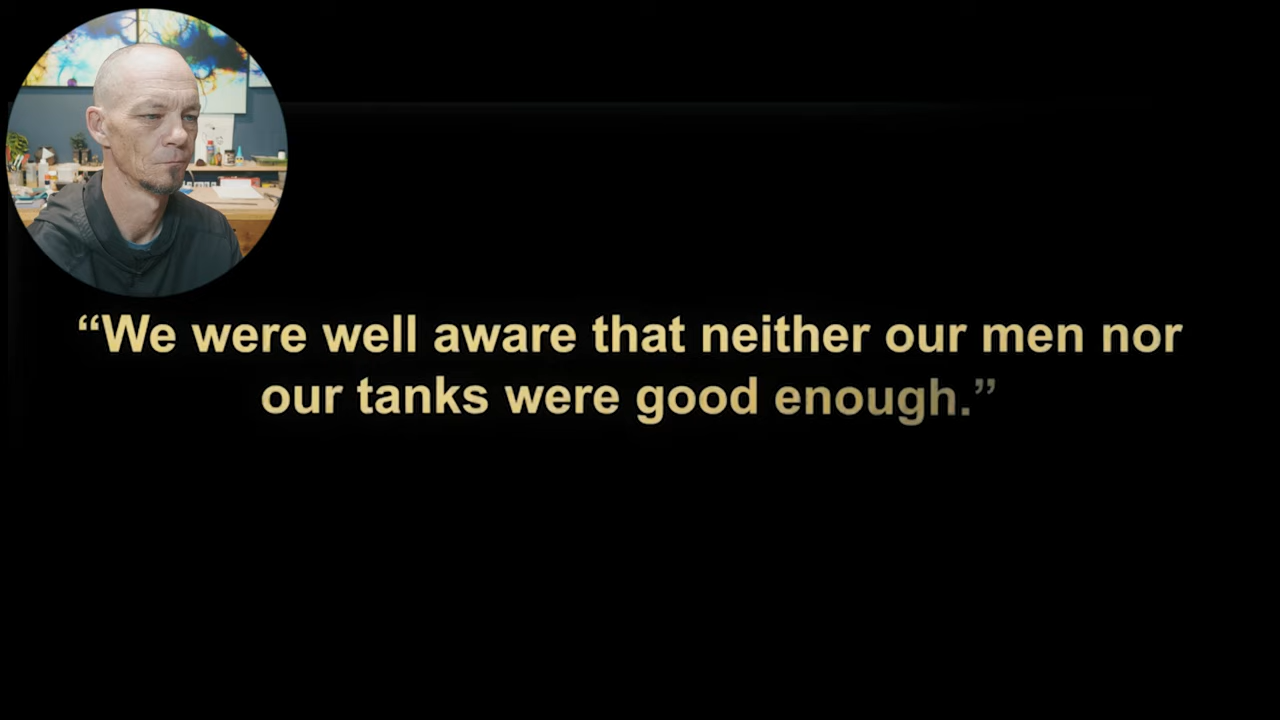 “We were well aware that neither our men nor
our tanks were good enough.”